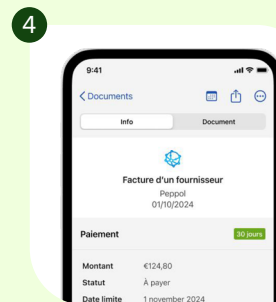 4
9:41
Documents
Info Document
Facture d'un fournisseur
Peppol
01/10/2024
Paiement 30 jours
Montant €124,80
Statut À payer
Date limite 1 november 2024